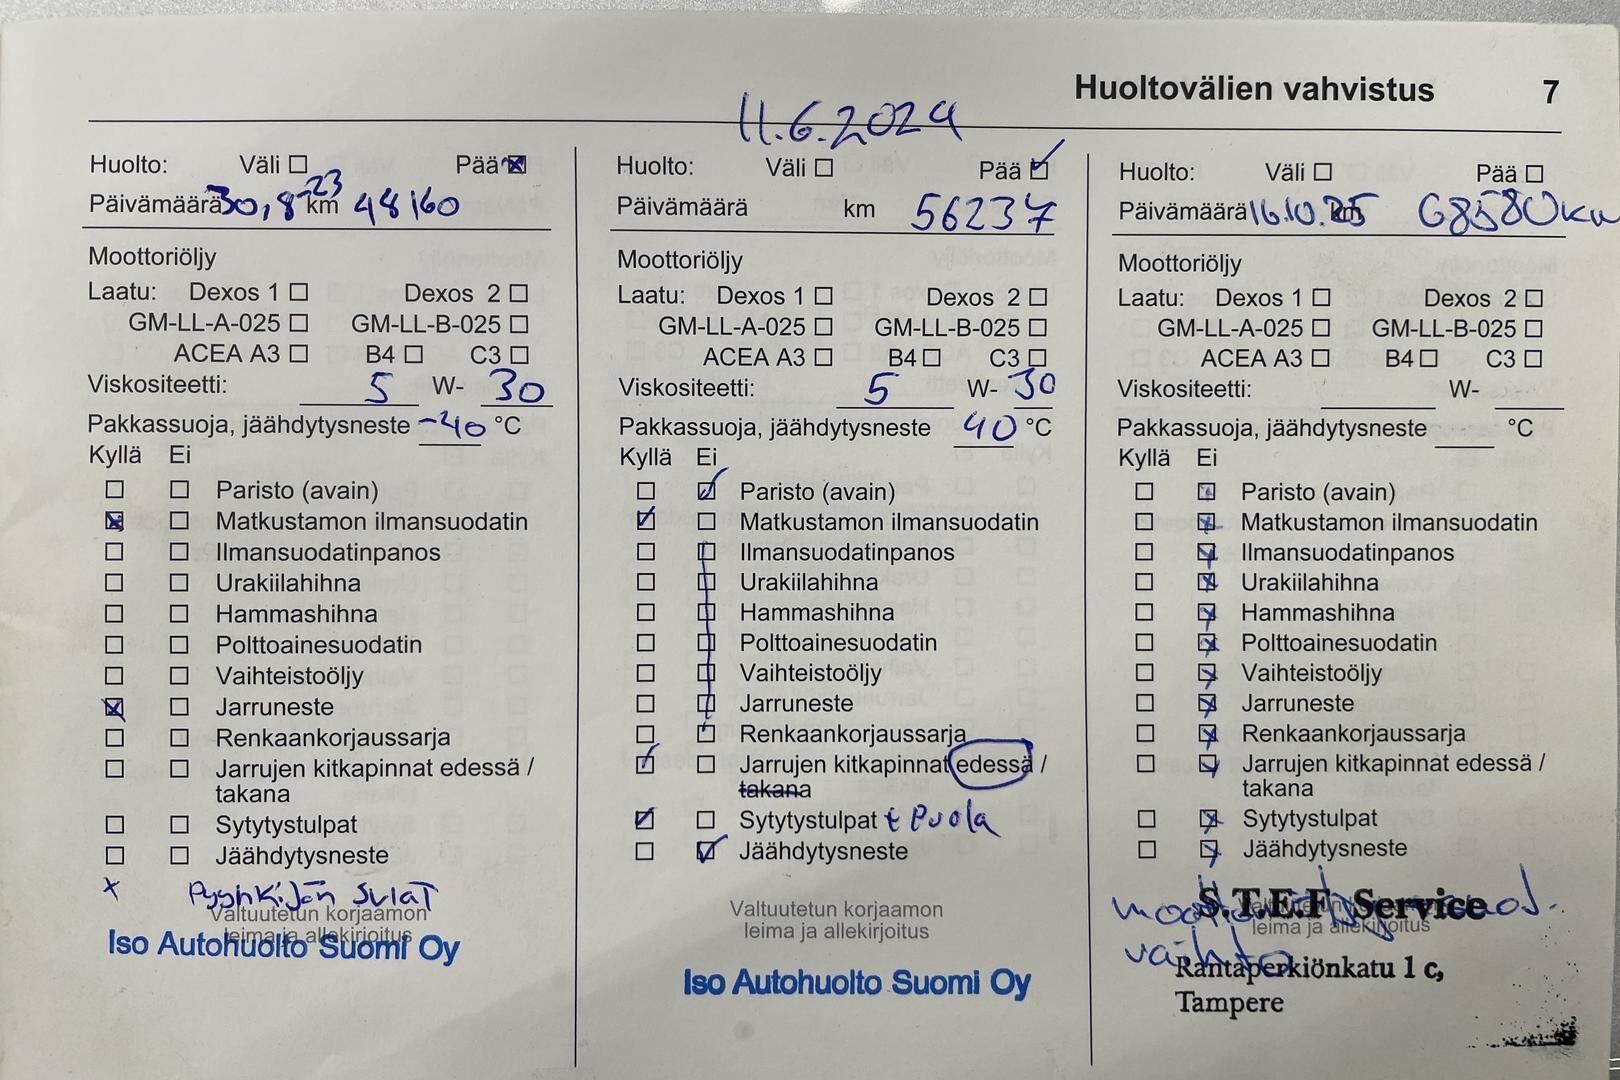 Huoltovälien vahvistus 7
11.6.2024
Huolto: Väli Pää
Päivämäärä 30,8-23 km 48160
Moottoriöljy
Laatu: Dexos 1 Dexos 2
GM-LL-A-025 GM-LL-B-025
ACEA A3 B4 C3
Viskositeetti: 5 W- 30
Pakkassuoja, jäähdytysneste -40 °C
Kyllä Ei
Paristo (avain)
Matkustamon ilmansuodatin
Ilmansuodatinpanos
Urakiilahihna
Hammashihna
Polttoainesuodatin
Vaihteistoöljy
Jarruneste
Renkaankorjaussarja
Jarrujen kitkapinnat edessä /
takana
Sytytystulpat
Jäähdytysneste
x Pyyhkijän sulat
Valtuutetun korjaamon
leima ja allekirjoitus
Iso Autohuolto Suomi Oy
Huolto: Väli Pää
Päivämäärä km 56237
Moottoriöljy
Laatu: Dexos 1 Dexos 2
GM-LL-A-025 GM-LL-B-025
ACEA A3 B4 C3
Viskositeetti: 5 W- 30
Pakkassuoja, jäähdytysneste 40 °C
Kyllä Ei
Paristo (avain)
Matkustamon ilmansuodatin
Ilmansuodatinpanos
Urakiilahihna
Hammashihna
Polttoainesuodatin
Vaihteistoöljy
Jarruneste
Renkaankorjaussarja
Jarrujen kitkapinnat edessä /
takana
Sytytystulpat + Puola
Jäähdytysneste
Valtuutetun korjaamon
leima ja allekirjoitus
Iso Autohuolto Suomi Oy
Huolto: Väli Pää
Päivämäärä 16.10.25 km 68580km
Moottoriöljy
Laatu: Dexos 1 Dexos 2
GM-LL-A-025 GM-LL-B-025
ACEA A3 B4 C3
Viskositeetti: W-
Pakkassuoja, jäähdytysneste °C
Kyllä Ei
Paristo (avain)
Matkustamon ilmansuodatin
Ilmansuodatinpanos
Urakiilahihna
Hammashihna
Polttoainesuodatin
Vaihteistoöljy
Jarruneste
Renkaankorjaussarja
Jarrujen kitkapinnat edessä /
takana
Sytytystulpat
Jäähdytysneste
S.T.E.F Service
Valtuutetun korjaamon
leima ja allekirjoitus
vaihto
Rantaperkiönkatu 1 c,
Tampere